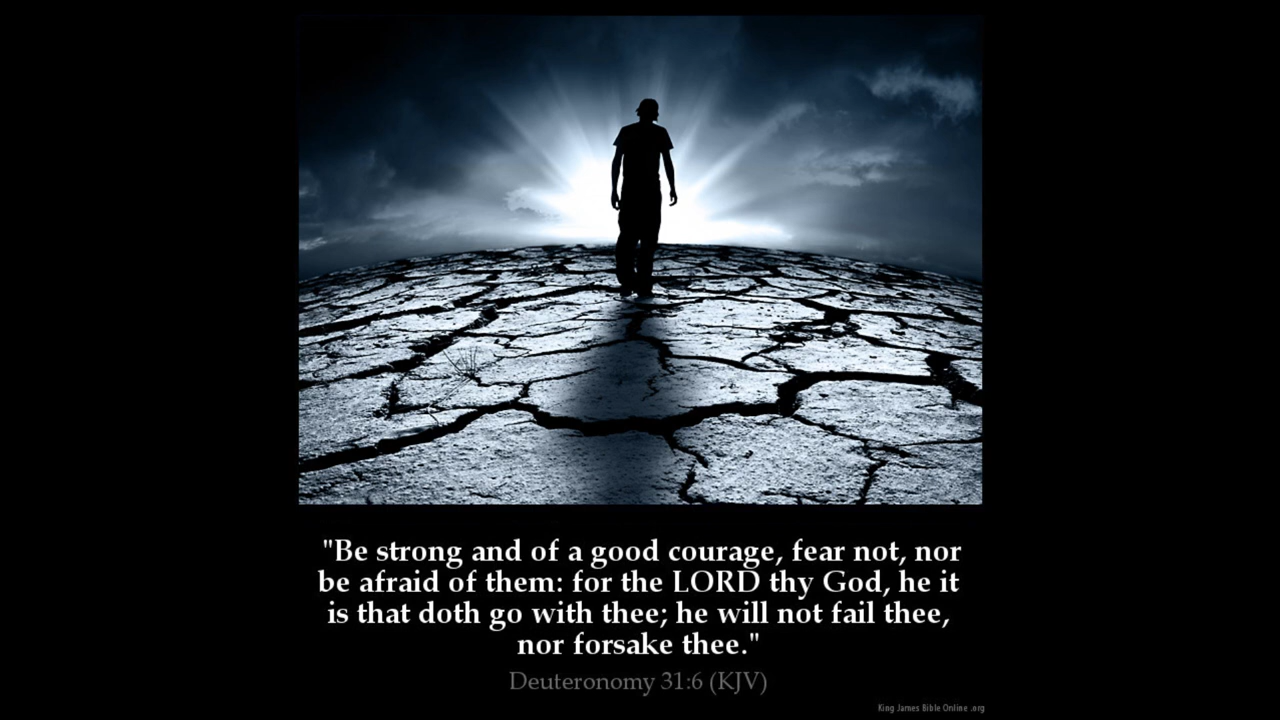 "Be strong and of a good courage, fear not, nor
be afraid of them: for the LORD thy God, he it
is that doth go with thee; he will not fail thee,
nor forsake thee."
Deuteronomy 31:6 (KJV)
King James Bible Online .org